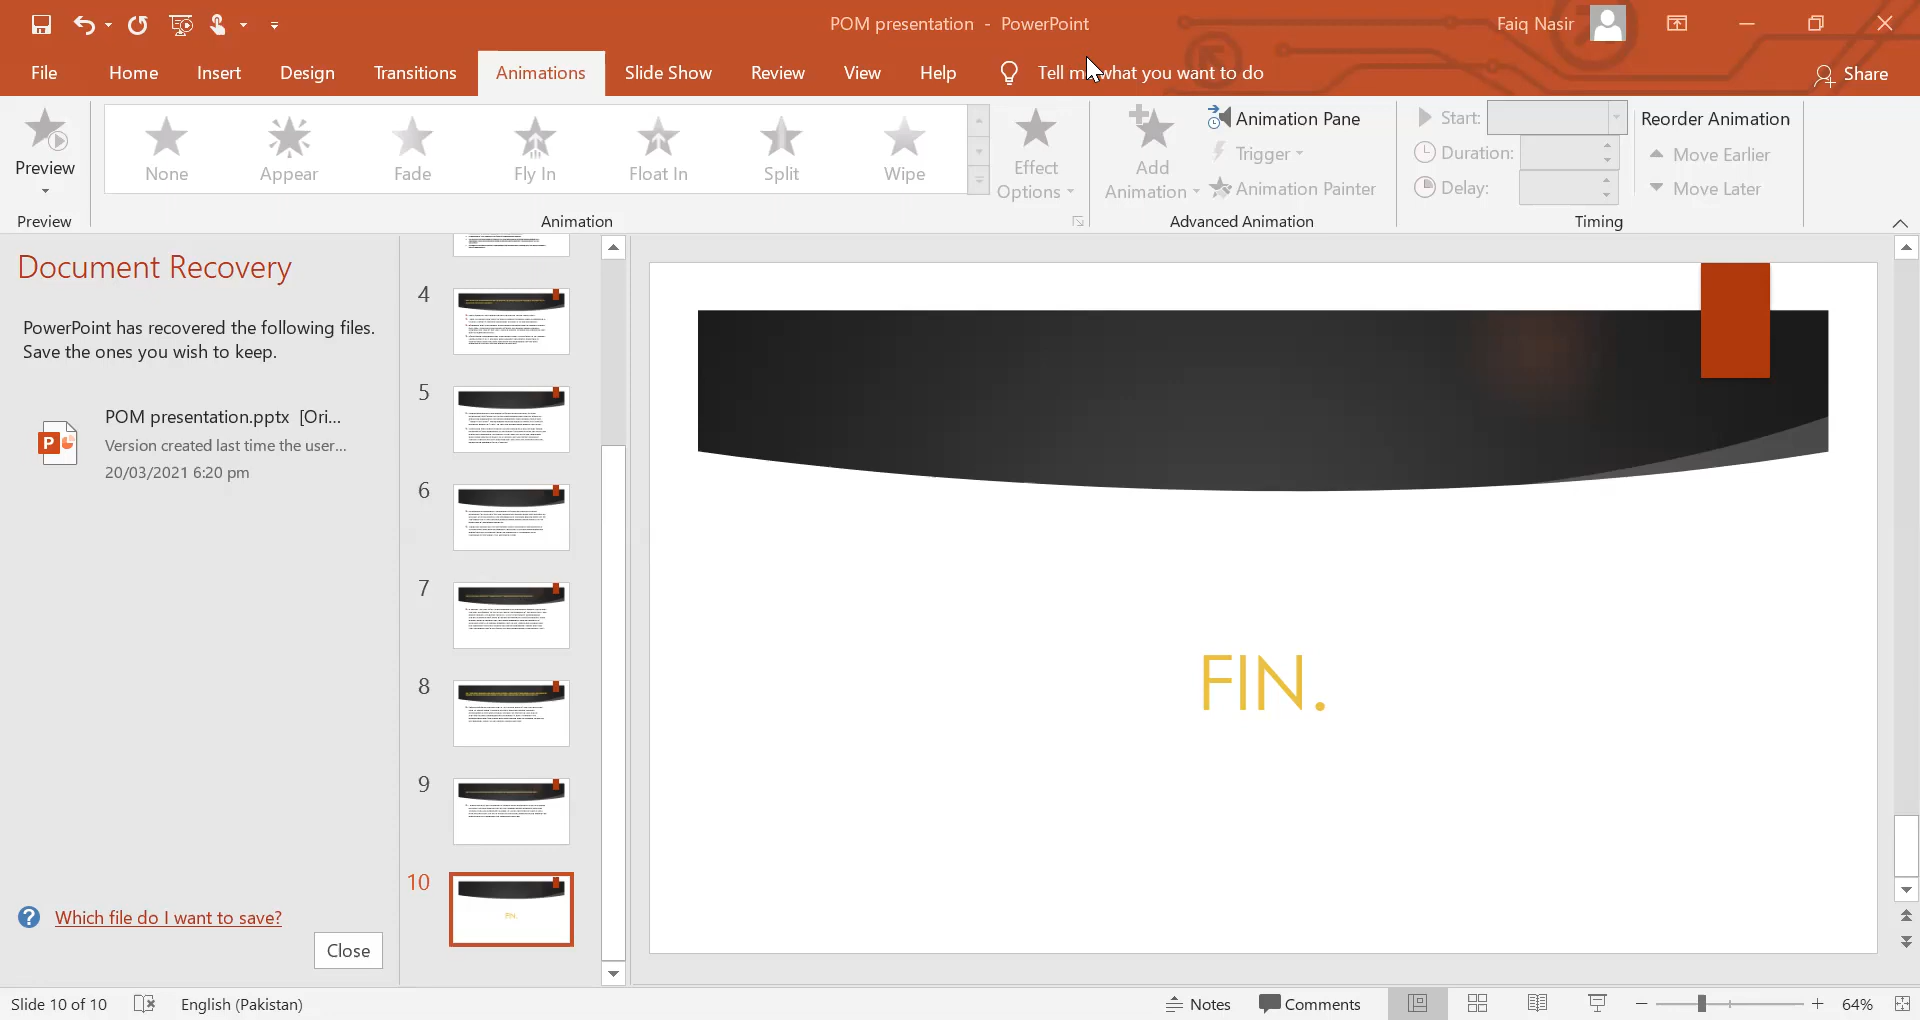 POM presentation - PowerPoint
Faiq Nasir
File Home Insert Design Transitions Animations Slide Show Review View Help Tell me what you want to do Share
Preview
None Appear Fade Fly In Float In Split Wipe
Effect Options
Add Animation
Animation Pane
Trigger
Animation Painter
Start:
Duration:
Delay:
Reorder Animation
Move Earlier
Move Later
Preview Animation Advanced Animation Timing
Document Recovery
PowerPoint has recovered the following files.
Save the ones you wish to keep.
POM presentation.pptx [Ori...
Version created last time the user...
20/03/2021 6:20 pm
Which file do I want to save?
Close
4
5
6
7
8
9
10
FIN.
FIN.
Slide 10 of 10 English (Pakistan) Notes Comments 64%